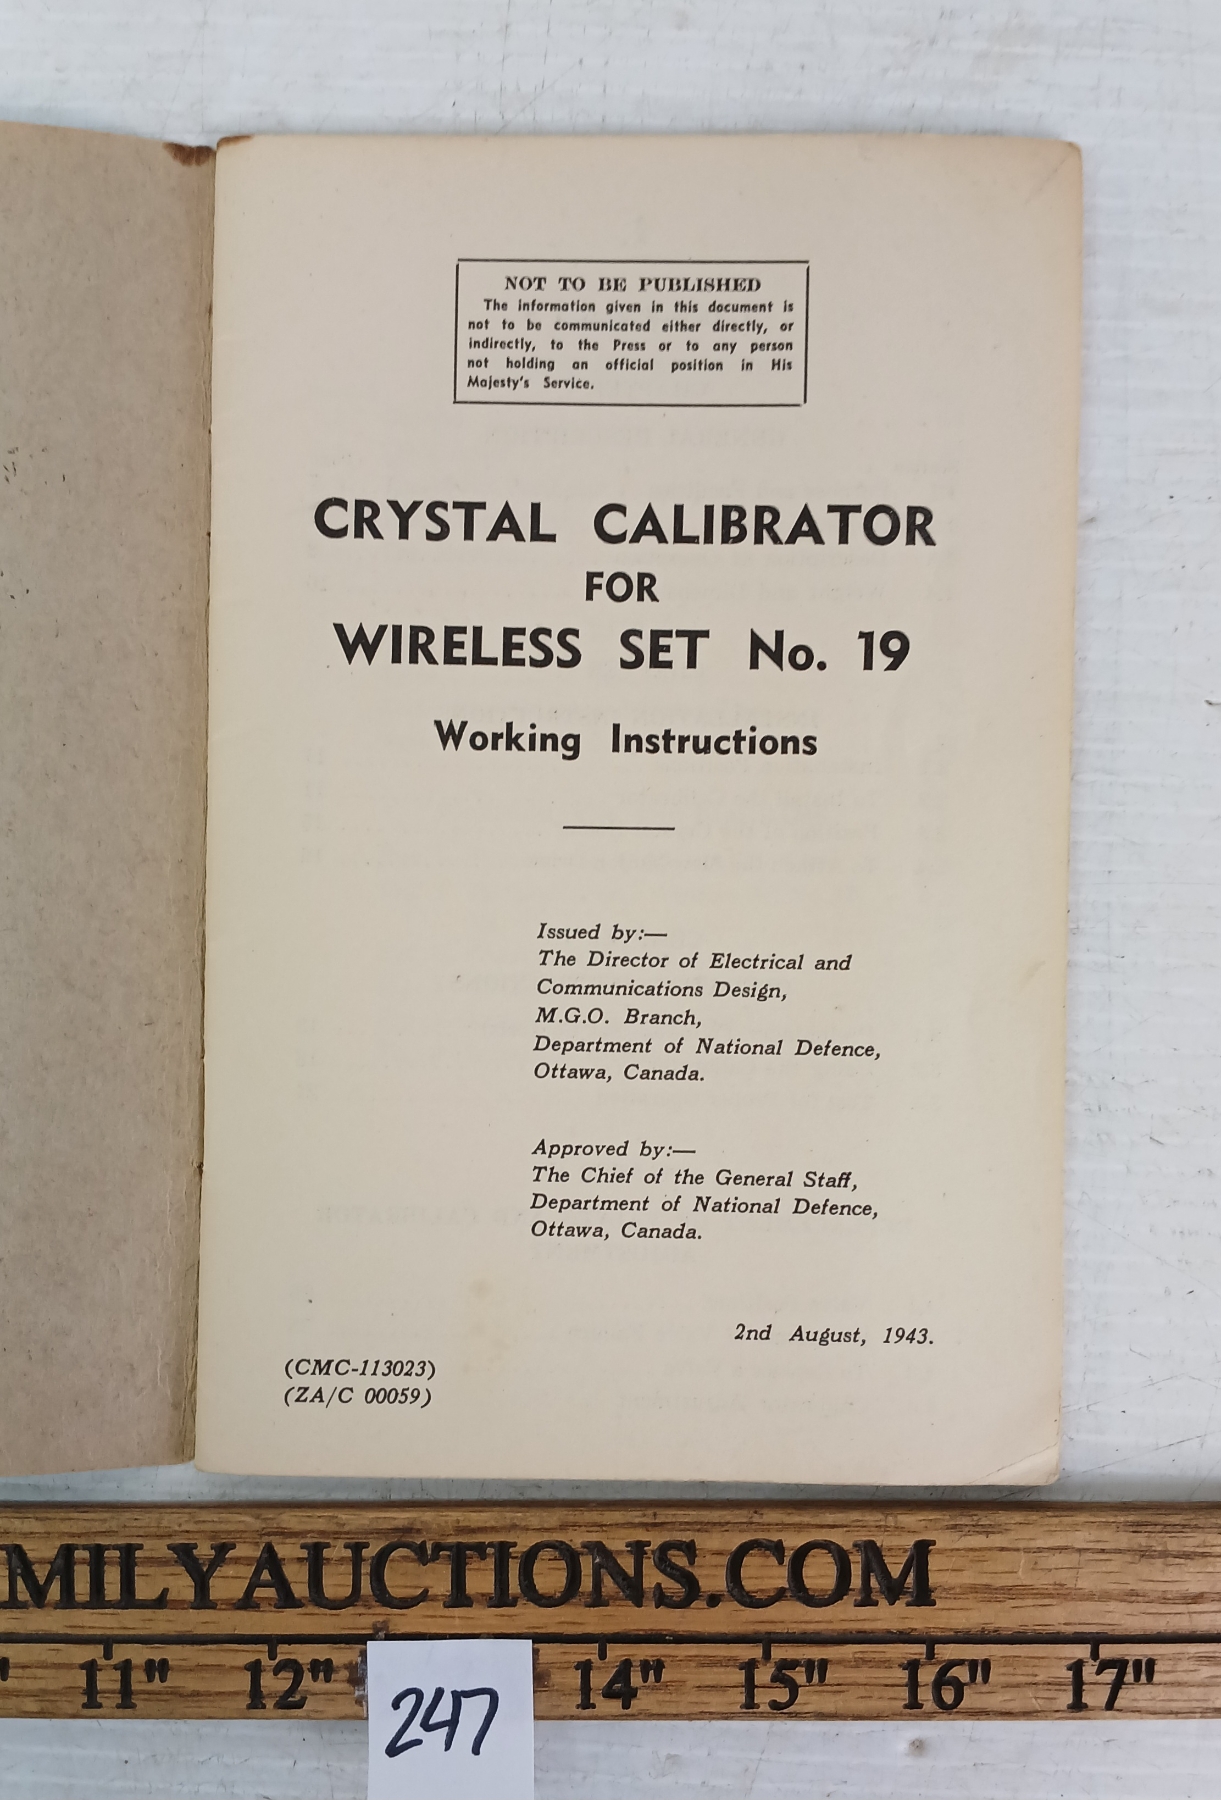 NOT TO BE PUBLISHED
The information given in this document is
not to be communicated either directly, or
indirectly, to the Press or to any person
not holding an official position in His
Majesty's Service.
CRYSTAL CALIBRATOR
FOR
WIRELESS SET No. 19
Working Instructions
Issued by:—
The Director of Electrical and
Communications Design,
M.G.O. Branch,
Department of National Defence,
Ottawa, Canada.
Approved by:—
The Chief of the General Staff,
Department of National Defence,
Ottawa, Canada.
2nd August, 1943.
(CMC-113023)
(ZA/C 00059)
MILYAUCTIONS.COM
11" 12" 14" 15" 16" 17"
247